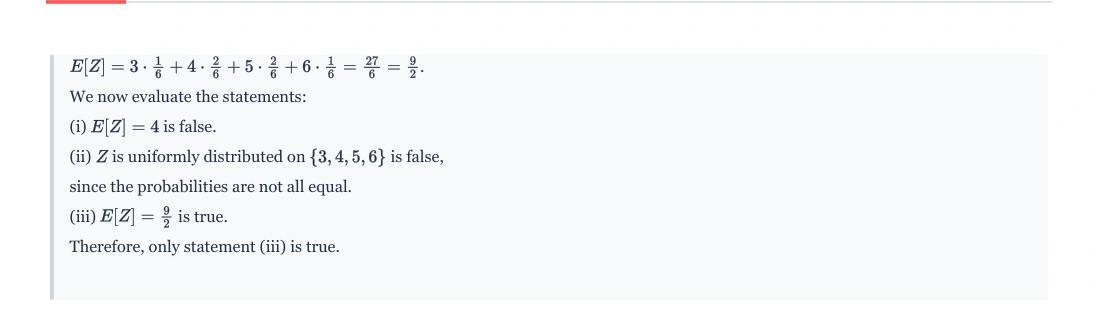 E[Z] = 3 · 1/6 + 4 · 2/6 + 5 · 2/6 + 6 · 1/6 = 27/6 = 9/2.
We now evaluate the statements:
(i) E[Z] = 4 is false.
(ii) Z is uniformly distributed on {3, 4, 5, 6} is false,
since the probabilities are not all equal.
(iii) E[Z] = 9/2 is true.
Therefore, only statement (iii) is true.